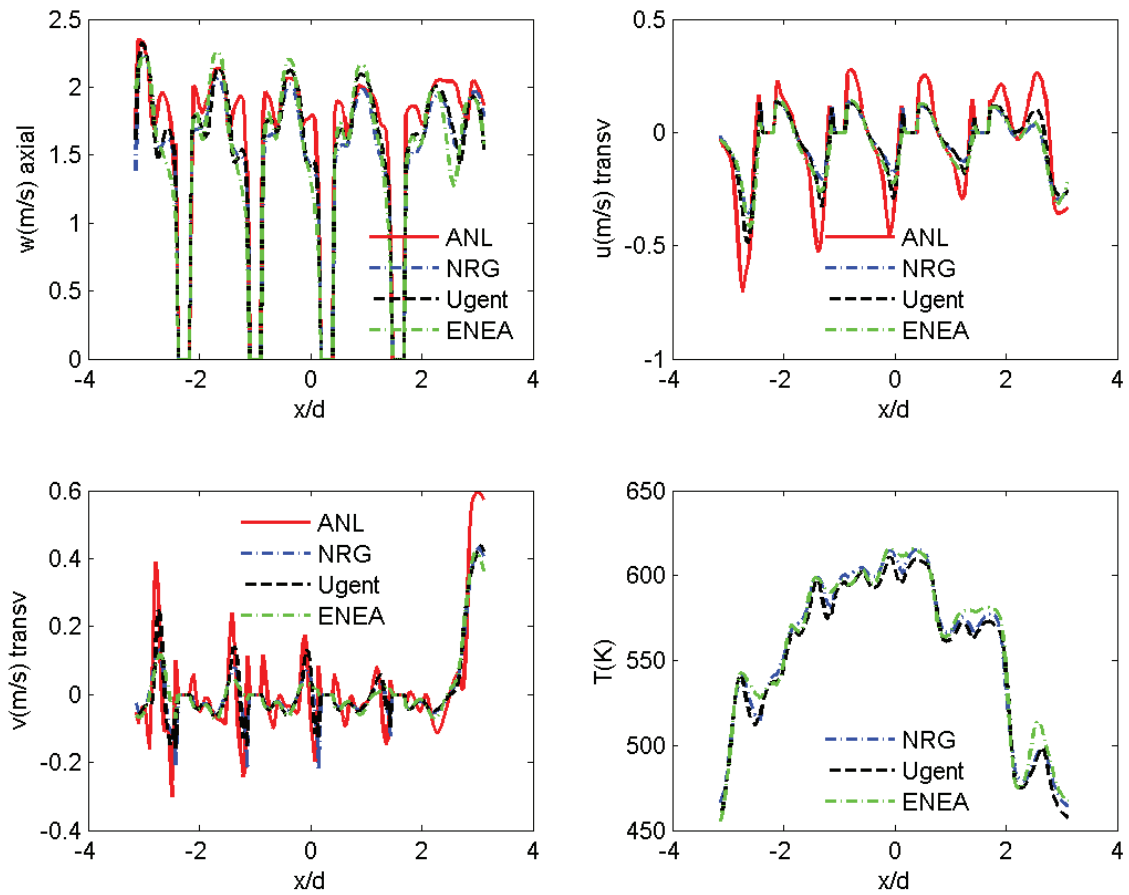 2.5
2
1.5
1
0.5
0
w(m/s) axial
ANL
NRG
Ugent
ENEA
-4 -2 0 2 4
x/d
0.5
0
-0.5
-1
u(m/s) transv
ANL
NRG
Ugent
ENEA
-4 -2 0 2 4
x/d
0.6
0.4
0.2
0
-0.2
-0.4
v(m/s) transv
ANL
NRG
Ugent
ENEA
-4 -2 0 2 4
x/d
650
600
550
500
450
T(K)
NRG
Ugent
ENEA
-4 -2 0 2 4
x/d